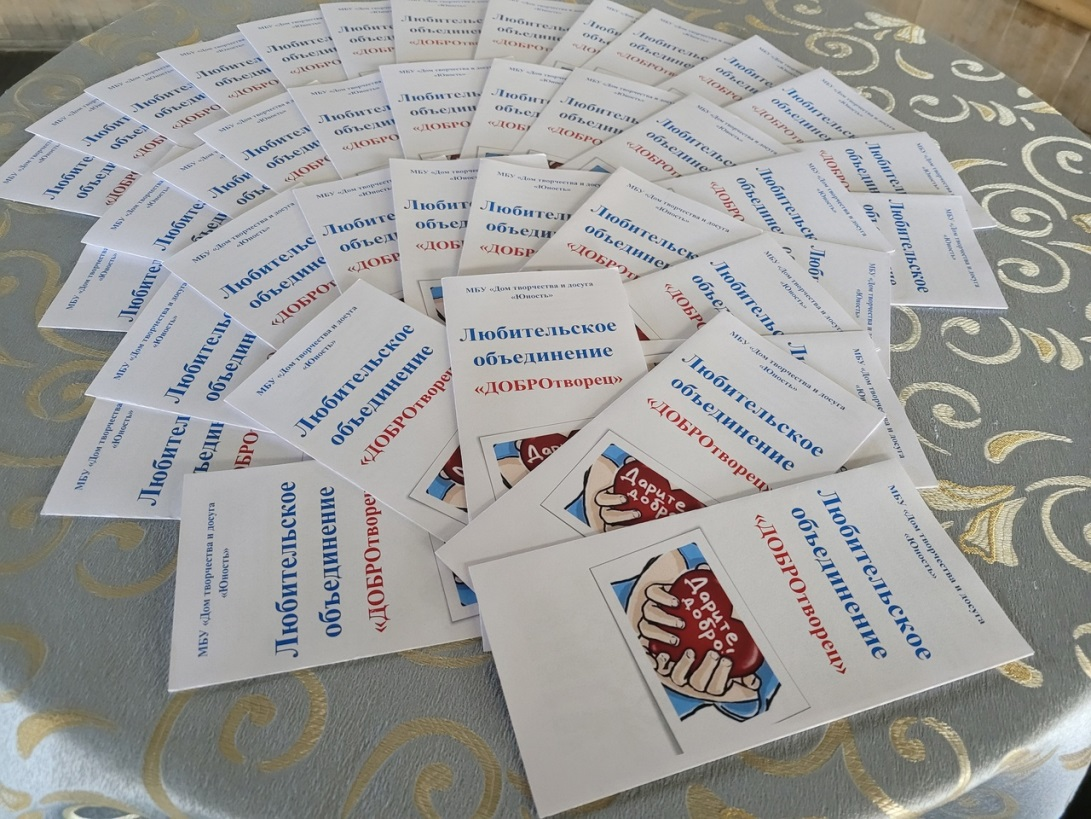 МБУ «Дом творчества и досуга
«Юность»
Любительское
объединение
«ДОБРОтворец»
Дарите
добро!